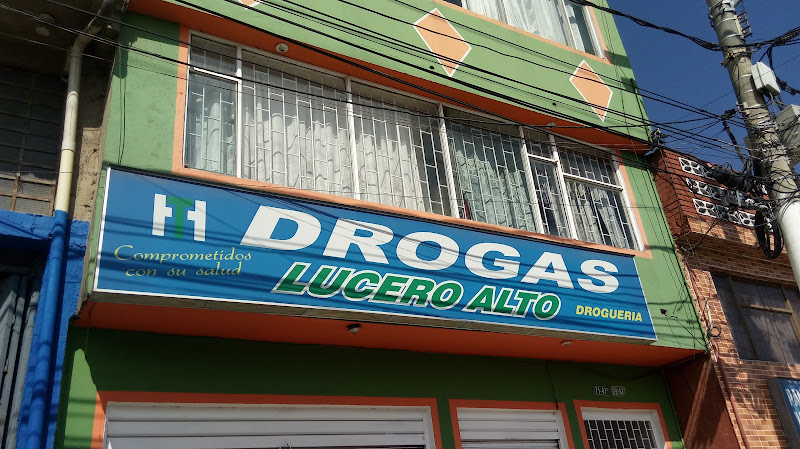 DROGAS
LUCERO ALTO
DROGUERIA
Comprometidos
con su salud